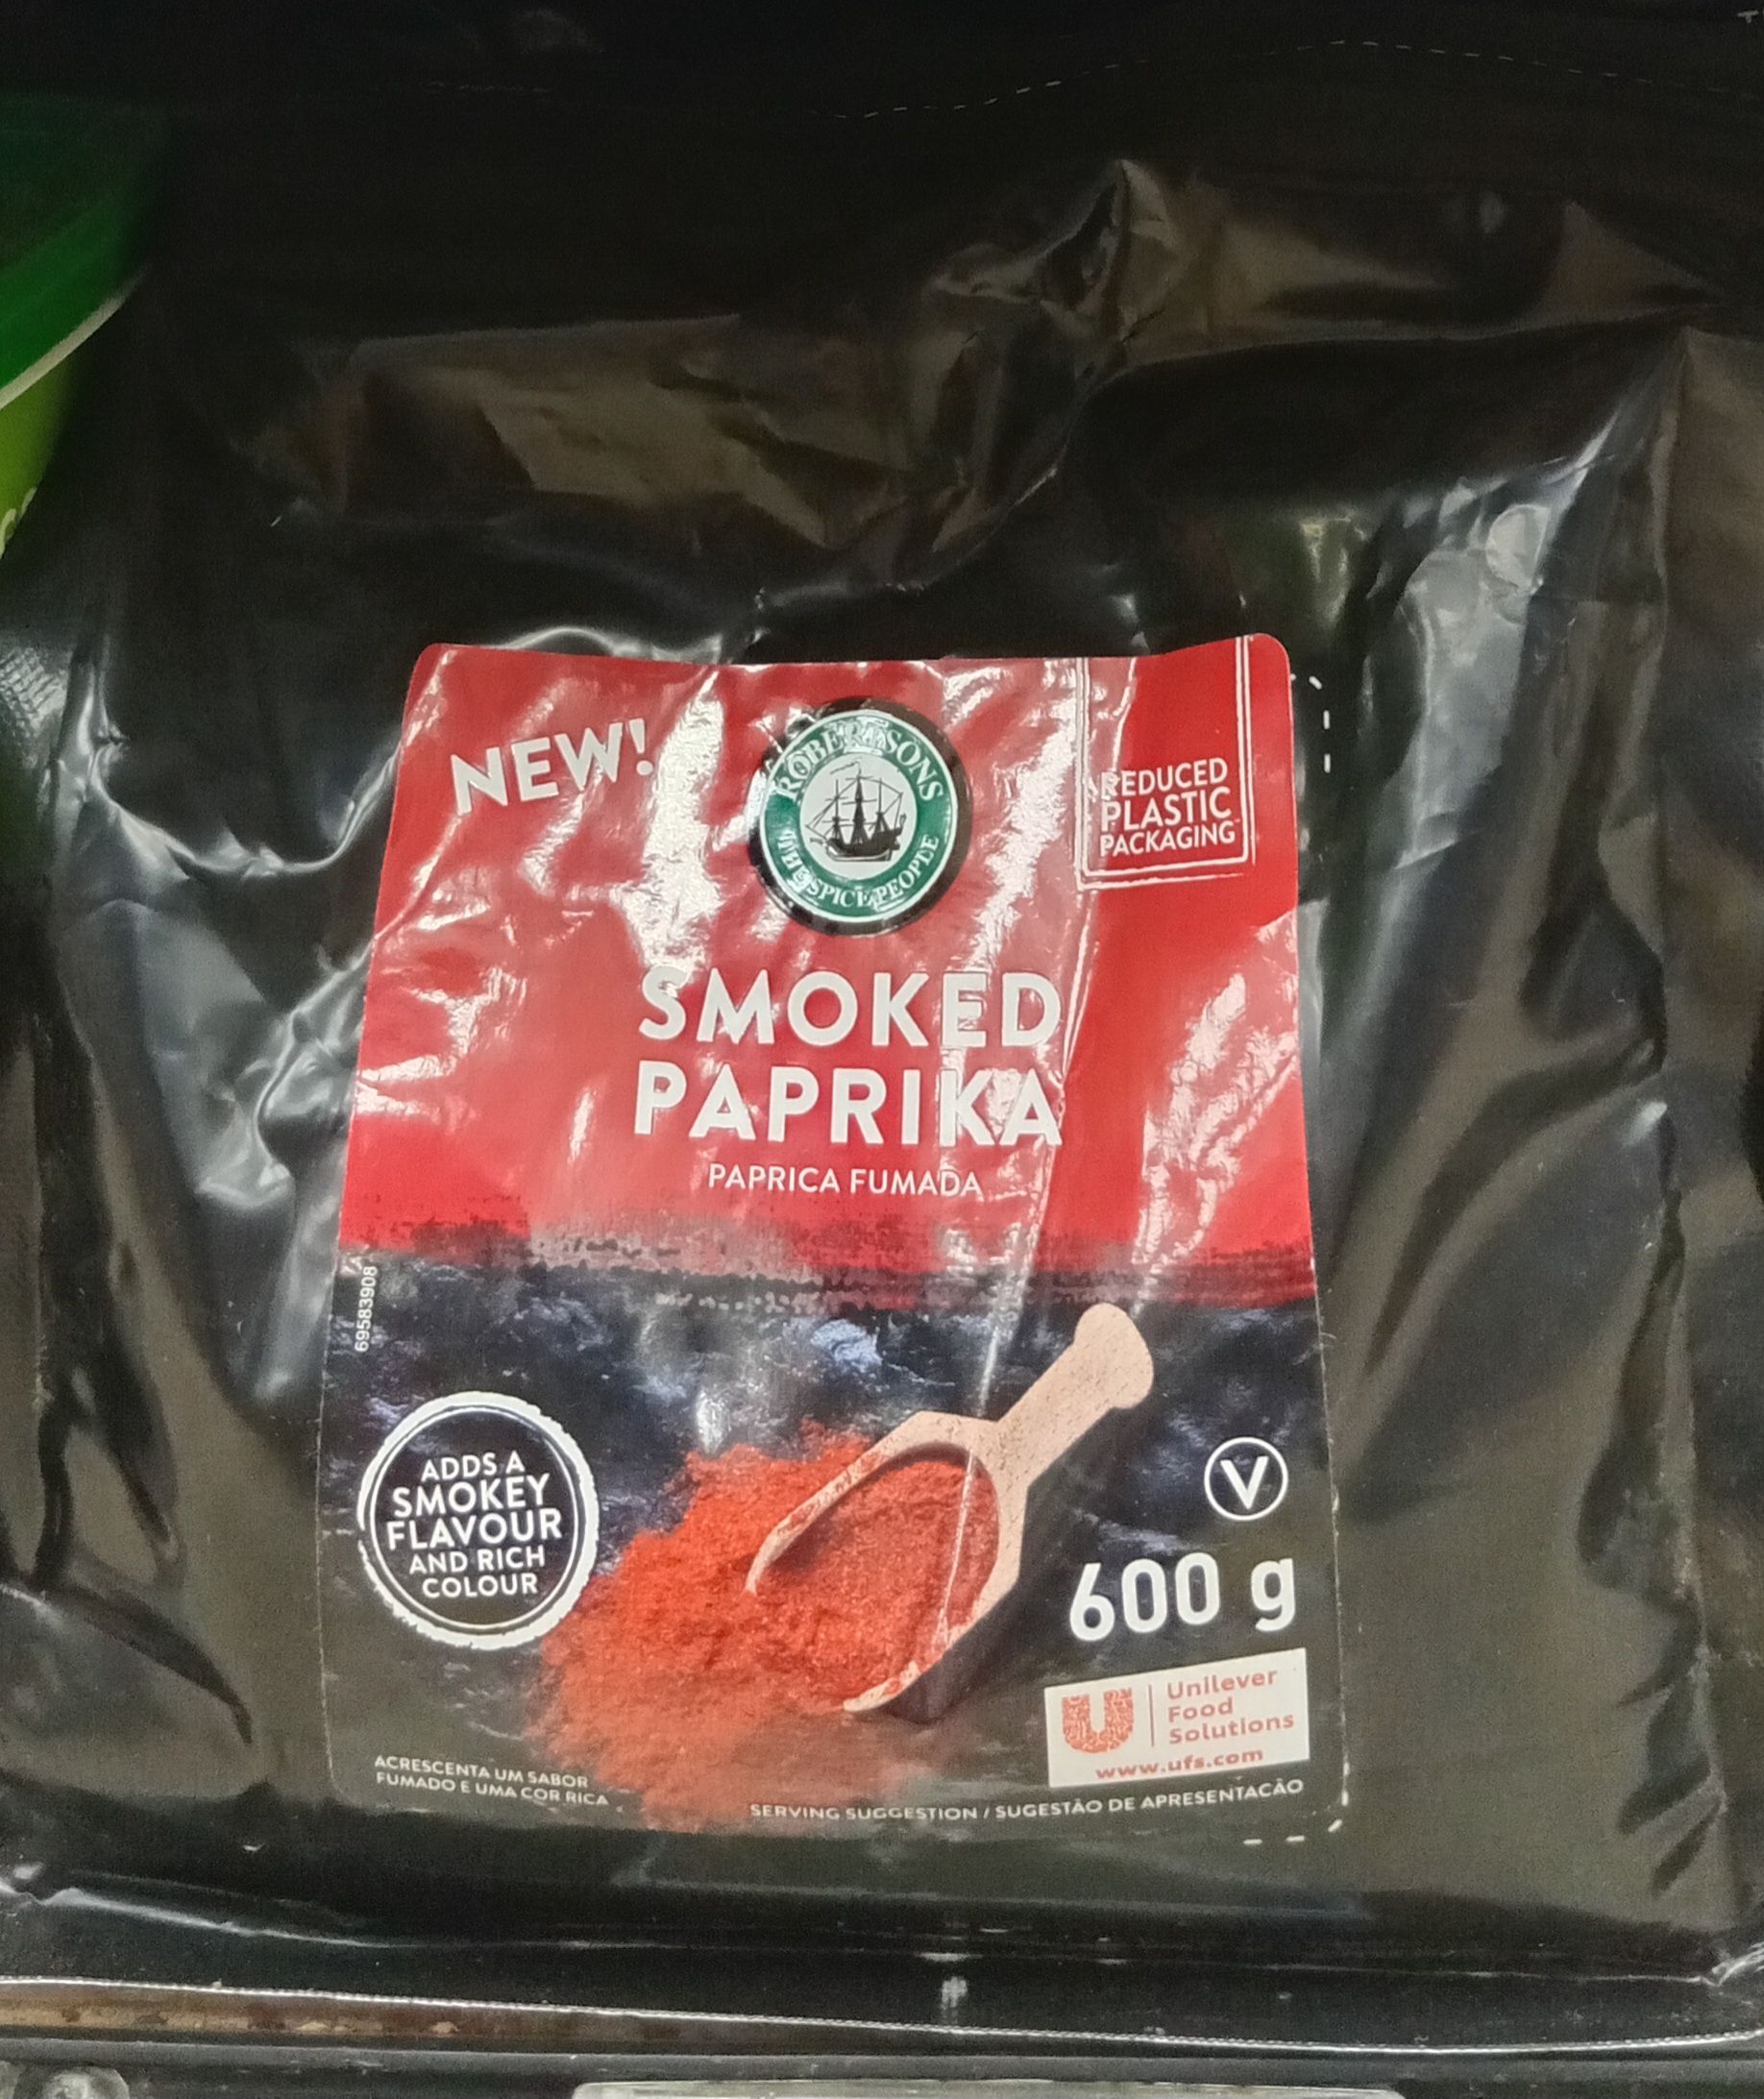 NEW!
ROBERTSONS
THE SPICE PEOPLE
REDUCED
PLASTIC
PACKAGING
SMOKED
PAPRIKA
PAPRICA FUMADA
69583908
ADDS A
SMOKEY
FLAVOUR
AND RICH
COLOUR
V
600 g
Unilever
Food
Solutions
www.ufs.com
ACRESCENTA UM SABOR
FUMADO E UMA COR RICA
SERVING SUGGESTION / SUGESTÃO DE APRESENTACÃO